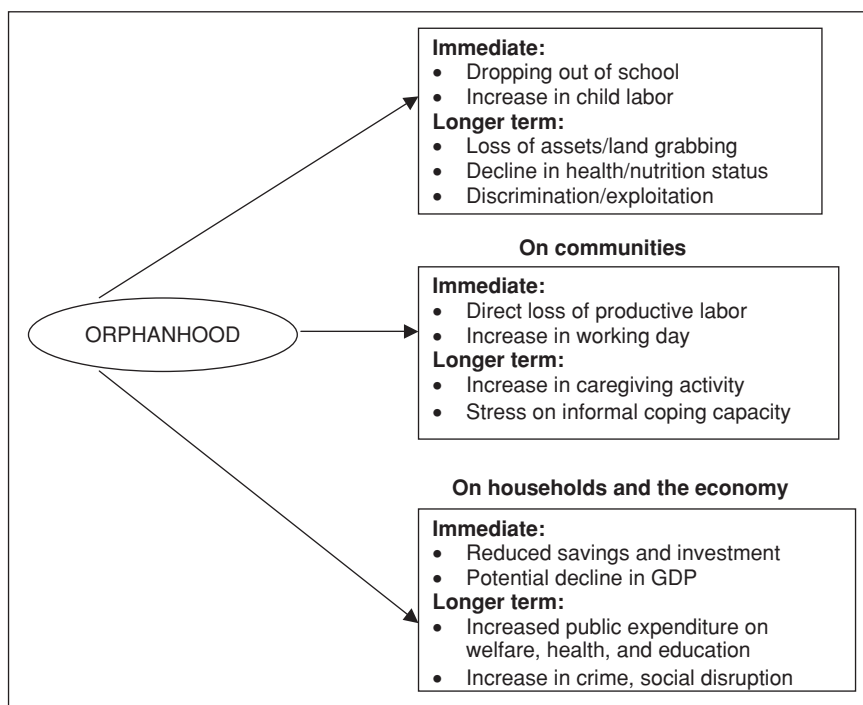 Immediate:
• Dropping out of school
• Increase in child labor
Longer term:
• Loss of assets/land grabbing
• Decline in health/nutrition status
• Discrimination/exploitation
On communities
Immediate:
• Direct loss of productive labor
• Increase in working day
Longer term:
• Increase in caregiving activity
• Stress on informal coping capacity
ORPHANHOOD
On households and the economy
Immediate:
• Reduced savings and investment
• Potential decline in GDP
Longer term:
• Increased public expenditure on
welfare, health, and education
• Increase in crime, social disruption